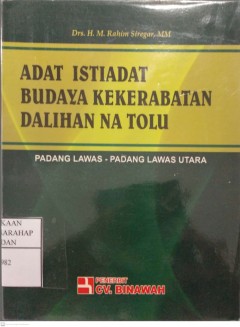 Drs. H. M. Rahim Siregar, MM
ADAT ISTIADAT
BUDAYA KEKERABATAN
DALIHAN NA TOLU
PADANG LAWAS - PADANG LAWAS UTARA
KAAN
ARAHAP
DAN
982
PENERBIT
CV. BINAWAH